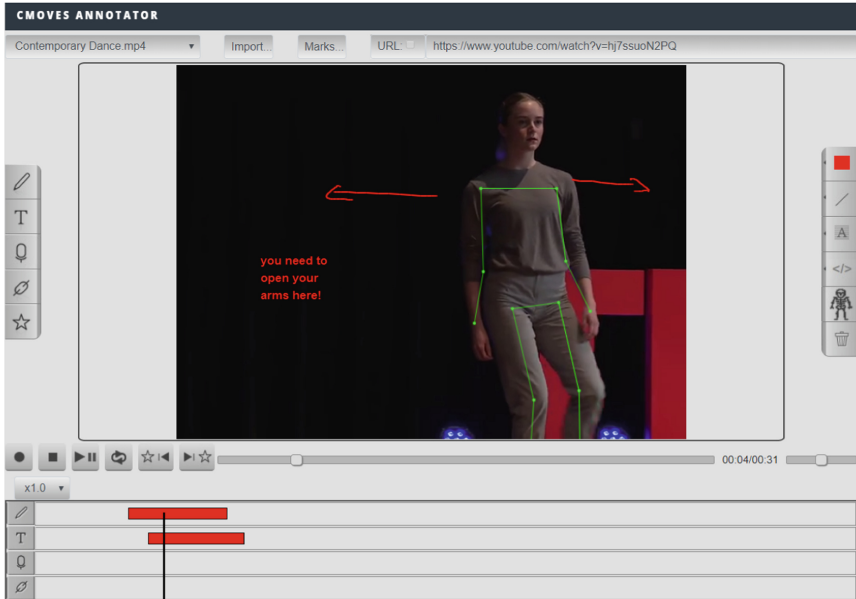 CMOVES ANNOTATOR
Contemporary Dance.mp4
Import...
Marks...
URL:
https://www.youtube.com/watch?v=hj7ssuoN2PQ
T
A
</>
you need to
open your
arms here!
00:04/00:31
x1.0
T